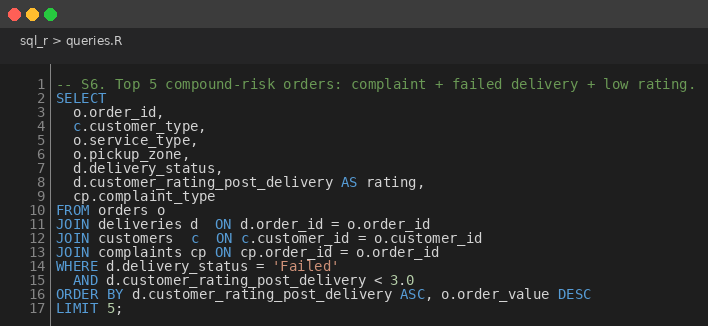 sql_r > queries.R
1 -- S6. Top 5 compound-risk orders: complaint + failed delivery + low rating.
2 SELECT
3   o.order_id,
4   c.customer_type,
5   o.service_type,
6   o.pickup_zone,
7   d.delivery_status,
8   d.customer_rating_post_delivery AS rating,
9   cp.complaint_type
10 FROM orders o
11 JOIN deliveries d  ON d.order_id = o.order_id
12 JOIN customers  c  ON c.customer_id = o.customer_id
13 JOIN complaints cp ON cp.order_id = o.order_id
14 WHERE d.delivery_status = 'Failed'
15   AND d.customer_rating_post_delivery < 3.0
16 ORDER BY d.customer_rating_post_delivery ASC, o.order_value DESC
17 LIMIT 5;